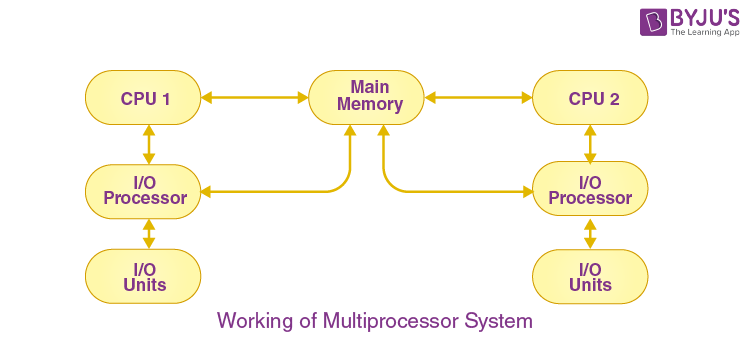 BYJU'S
The Learning App
CPU 1
Main
Memory
CPU 2
I/O
Processor
I/O
Processor
I/O
Units
I/O
Units
Working of Multiprocessor System